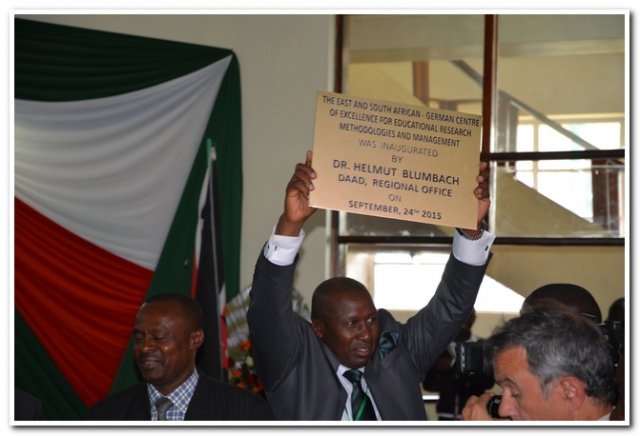 THE EAST AND SOUTH AFRICAN - GERMAN CENTRE
OF EXCELLENCE FOR EDUCATIONAL RESEARCH
METHODOLOGIES AND MANAGEMENT
WAS INAUGURATED
BY
DR. HELMUT BLUMBACH
DAAD, REGIONAL OFFICE
ON
SEPTEMBER, 24TH 2015